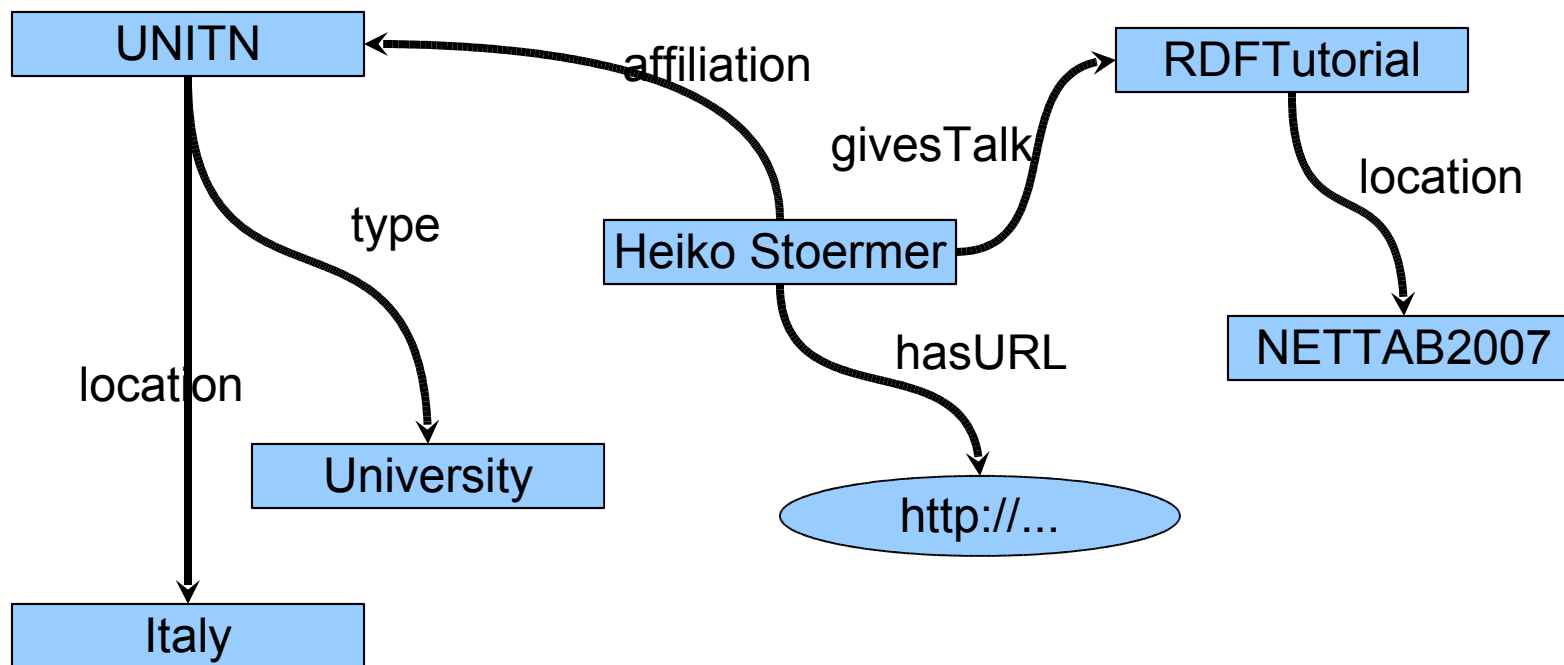 UNITN
affiliation
RDFTutorial
givesTalk
location
type
Heiko Stoermer
hasURL
NETTAB2007
location
University
http://...
Italy